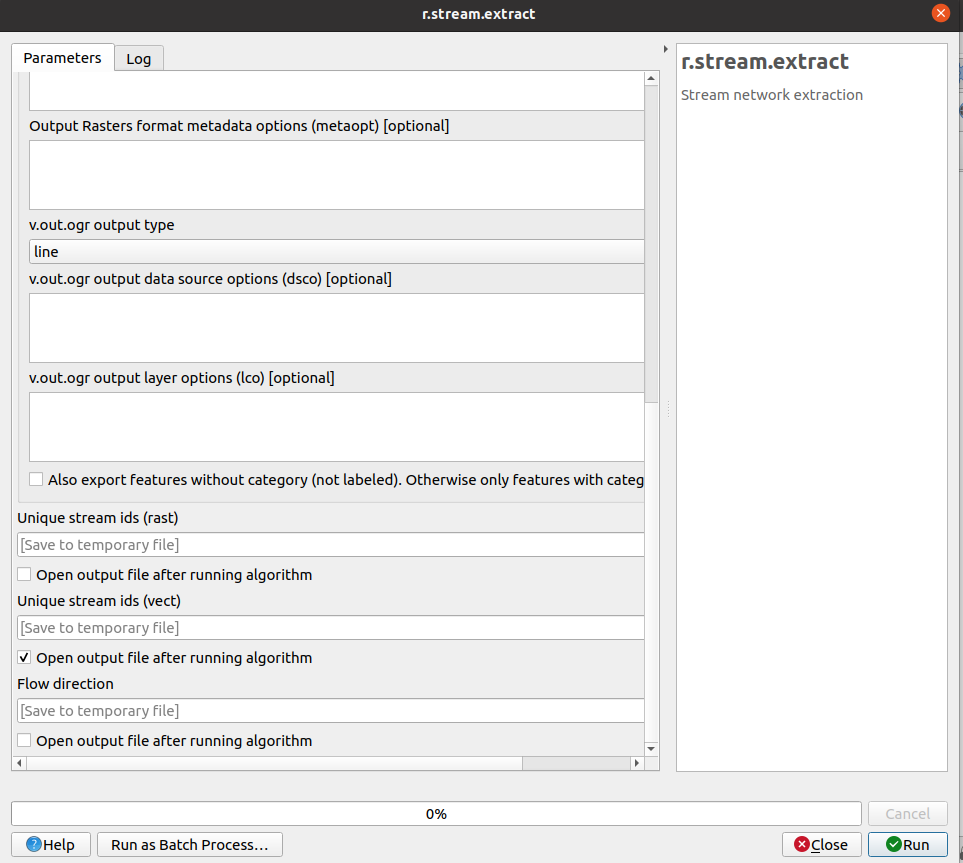 r.stream.extract
Parameters
Log
r.stream.extract
Stream network extraction
Output Rasters format metadata options (metaopt) [optional]
v.out.ogr output type
line
v.out.ogr output data source options (dsco) [optional]
v.out.ogr output layer options (lco) [optional]
Also export features without category (not labeled). Otherwise only features with categ
Unique stream ids (rast)
[Save to temporary file]
Open output file after running algorithm
Unique stream ids (vect)
[Save to temporary file]
Open output file after running algorithm
Flow direction
[Save to temporary file]
Open output file after running algorithm
0%
Cancel
Help
Run as Batch Process…
Close
Run